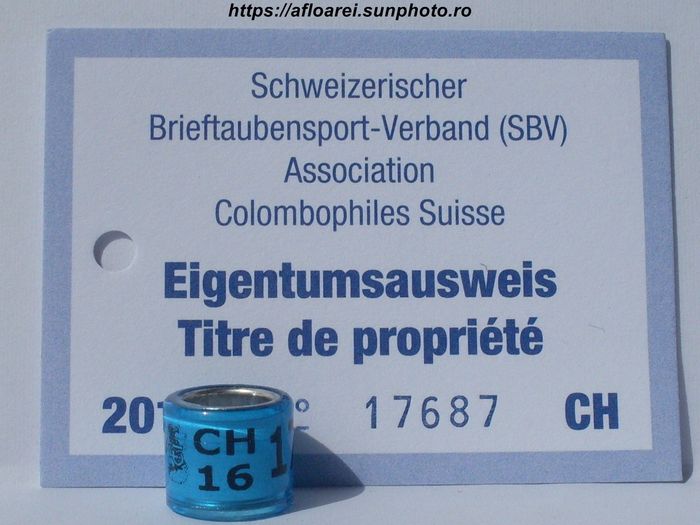 https://afloarei.sunphoto.ro
Schweizerischer
Brieftaubensport-Verband (SBV)
Association
Colombophiles Suisse
Eigentumsausweis
Titre de propriété
17687 CH
CH
16